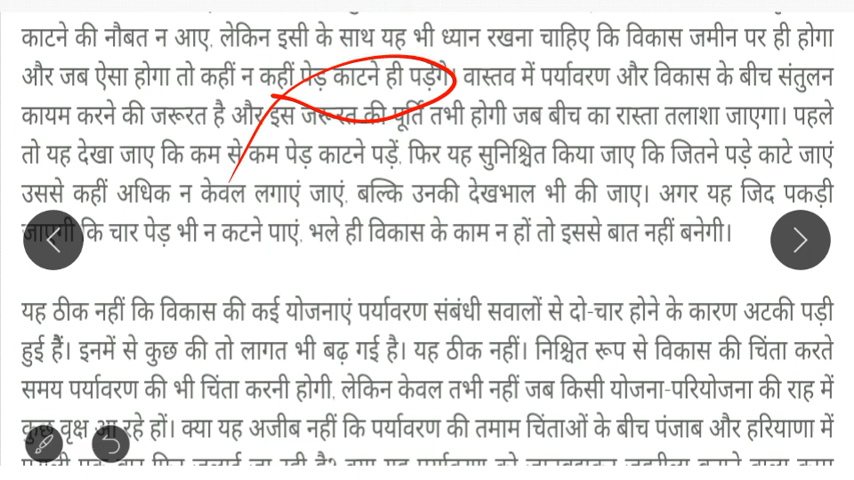 काटने की नौबत न आए, लेकिन इसी के साथ यह भी ध्यान रखना चाहिए कि विकास जमीन पर ही होगा
और जब ऐसा होगा तो कहीं न कहीं पेड़ काटने ही पड़ेंगे। वास्तव में पर्यावरण और विकास के बीच संतुलन
कायम करने की जरूरत है और इस जरूरत की पूर्ति तभी होगी जब बीच का रास्ता तलाशा जाएगा। पहले
तो यह देखा जाए कि कम से कम पेड़ काटने पड़ें, फिर यह सुनिश्चित किया जाए कि जितने पड़े काटे जाएं
उससे कहीं अधिक न केवल लगाएं जाएं, बल्कि उनकी देखभाल भी की जाए। अगर यह जिद पकड़ी
जाएगी कि चार पेड़ भी न कटने पाएं, भले ही विकास के काम न हों तो इससे बात नहीं बनेगी।
यह ठीक नहीं कि विकास की कई योजनाएं पर्यावरण संबंधी सवालों से दो-चार होने के कारण अटकी पड़ी
हुई हैं। इनमें से कुछ की तो लागत भी बढ़ गई है। यह ठीक नहीं। निश्चित रूप से विकास की चिंता करते
समय पर्यावरण की भी चिंता करनी होगी, लेकिन केवल तभी नहीं जब किसी योजना-परियोजना की राह में
कुछ वृक्ष आ रहे हों। क्या यह अजीब नहीं कि पर्यावरण की तमाम चिंताओं के बीच पंजाब और हरियाणा में